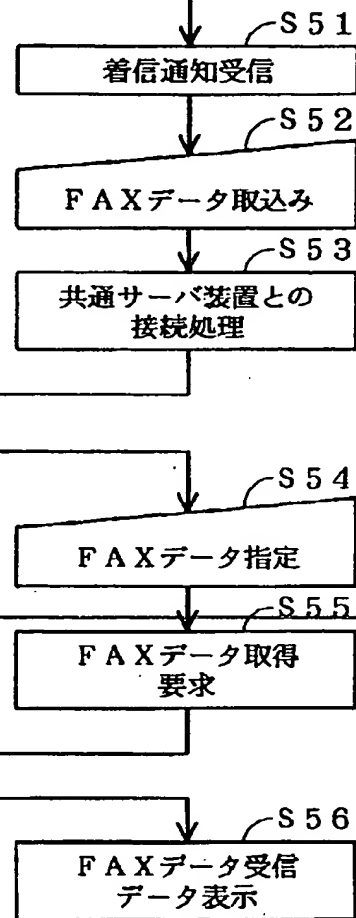 S51
着信通知受信
S52
FAXデータ取込み
S53
共通サーバ装置との
接続処理
S54
FAXデータ指定
S55
FAXデータ取得
要求
S56
FAXデータ受信
データ表示